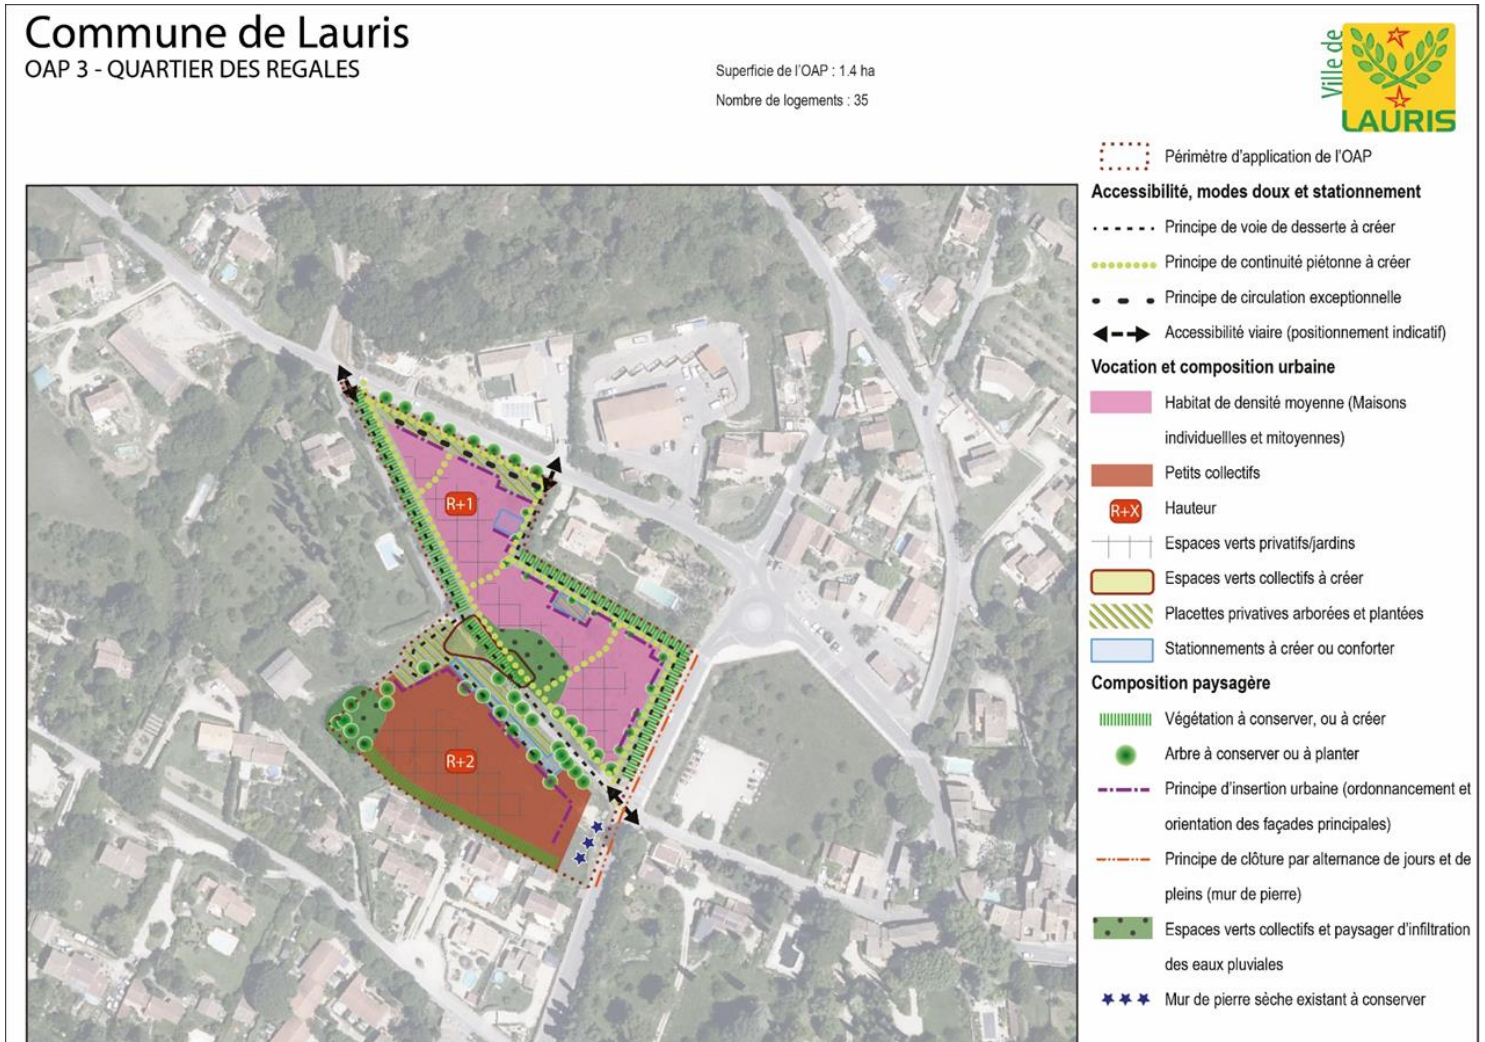 Commune de Lauris
OAP 3 - QUARTIER DES REGALES
Superficie de l'OAP : 1.4 ha
Nombre de logements : 35
Ville de
LAURIS
Périmètre d'application de l'OAP
Accessibilité, modes doux et stationnement
Principe de voie de desserte à créer
Principe de continuité piétonne à créer
Principe de circulation exceptionnelle
Accessibilité viaire (positionnement indicatif)
Vocation et composition urbaine
Habitat de densité moyenne (Maisons
individuellles et mitoyennes)
Petits collectifs
R+X Hauteur
Espaces verts privatifs/jardins
Espaces verts collectifs à créer
Placettes privatives arborées et plantées
Stationnements à créer ou conforter
Composition paysagère
Végétation à conserver, ou à créer
Arbre à conserver ou à planter
Principe d'insertion urbaine (ordonnancement et
orientation des façades principales)
Principe de clôture par alternance de jours et de
pleins (mur de pierre)
Espaces verts collectifs et paysager d'infiltration
des eaux pluviales
Mur de pierre sèche existant à conserver
R+1
R+2